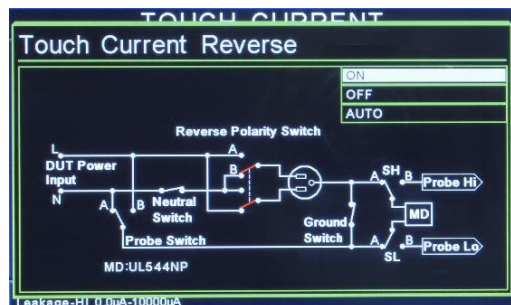 TOUCH CURRENT
Touch Current Reverse
ON
OFF
AUTO
Reverse Polarity Switch
L
A
DUT Power
Input
B
SH
A
B
Probe Hi
N
A
B
Neutral
Switch
MD
Ground
Switch
Probe Switch
A
B
Probe Lo
SL
MD:UL544NP
Leakage-HI 0.0uA-10000uA